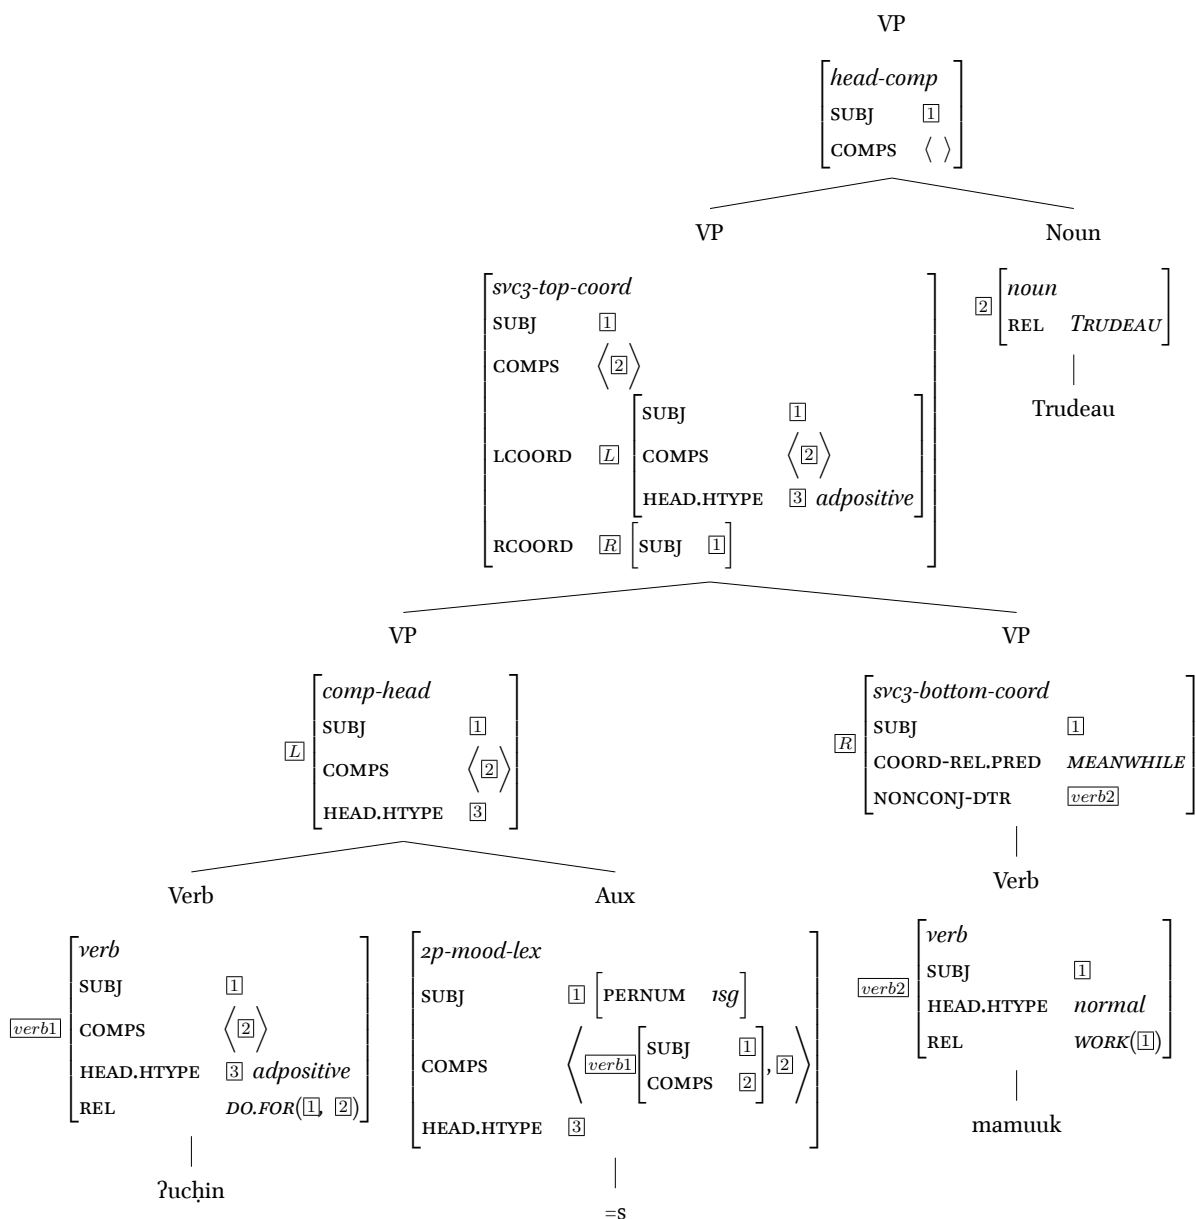 VP
head-comp
SUBJ 1
COMPS ⟨ ⟩
VP Noun
svc3-top-coord
SUBJ 1
COMPS ⟨2⟩
LCOORD L
SUBJ 1
COMPS ⟨2⟩
HEAD.HTYPE 3 adpositive
RCOORD R [SUBJ 1]
2 noun
REL TRUDEAU
Trudeau
VP VP
L comp-head
SUBJ 1
COMPS ⟨2⟩
HEAD.HTYPE 3
R svc3-bottom-coord
SUBJ 1
COORD-REL.PRED MEANWHILE
NONCONJ-DTR verb2
Verb Aux Verb
verb1 verb
SUBJ 1
COMPS ⟨2⟩
HEAD.HTYPE 3 adpositive
REL DO.FOR(1, 2)
ʔuc̣ḥin
2p-mood-lex
SUBJ 1 [PERNUM 1sg]
COMPS ⟨verb1 [SUBJ 1
COMPS 2], 2⟩
HEAD.HTYPE 3
=s
verb2 verb
SUBJ 1
HEAD.HTYPE normal
REL WORK(1)
mamuuk